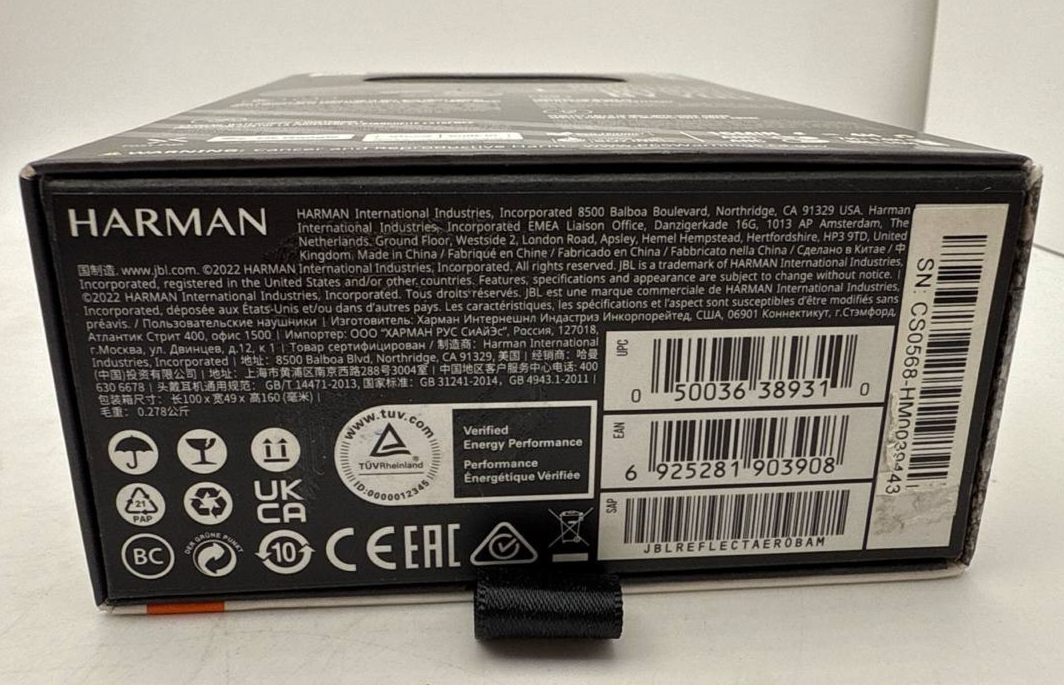 HARMAN
HARMAN International Industries, Incorporated 8500 Balboa Boulevard, Northridge, CA 91329 USA. Harman
International Industries, Incorporated EMEA Liaison Office, Danzigerkade 16G, 1013 AP Amsterdam, The
Netherlands. Ground Floor, Westside 2, London Road, Apsley, Hemel Hempstead, Hertfordshire, HP3 9TD, United
Kingdom. Made in China / Fabriqué en Chine / Fabricado en China / Fabbricato nella China / Сделано в Китае / 中
国制造. www.jbl.com. ©2022 HARMAN International Industries, Incorporated. All rights reserved. JBL is a trademark of HARMAN International Industries,
Incorporated, registered in the United States and/or other countries. Features, specifications and appearance are subject to change without notice. |
©2022 HARMAN International Industries, Incorporated. Tous droits réservés. JBL est une marque commerciale de HARMAN International Industries,
Incorporated, déposée aux États-Unis et/ou dans d'autres pays. Les caractéristiques, les spécifications et l'aspect sont susceptibles d'être modifiés sans
préavis. / Пользовательские наушники | Изготовитель: Харман Интернешнл Индастриз Инкорпорейтед, США, 06901 Коннектикут, г.Стэмфорд,
Атлантик Стрит 400, офис 1500 | Импортер: ООО "ХАРМАН РУС СиАйЭс", Россия, 127018,
г.Москва, ул. Двинцев, д.12, к 1 | Товар сертифицирован / 制造商: Harman International
Industries, Incorporated | 地址: 8500 Balboa Blvd, Northridge, CA 91329, 美国 | 经销商: 哈曼
(中国)投资有限公司 | 地址: 上海市黄浦区南京西路288号3004室 | 中国地区客户服务中心电话: 400
630 6678 | 头戴耳机通用规范: GB/T 14471-2013, 国家标准: GB 31241-2014, GB 4943.1-2011 |
包装箱尺寸: 长100 x 宽49 x 高160 (毫米) |
毛重: 0.278公斤
www.tuv.com
TÜVRheinland
ID:0000012345
Verified
Energy Performance
Performance
Énergétique Vérifiée
21
PAP
UK
CA
BC
DER GRÜNE PUNKT
10
CE
EAC
UPC
0 50036 38931 0
EAN
6 925281 903908
SAP
JBLREFLECTAEROBAM
SN: CS0568-HM0039443